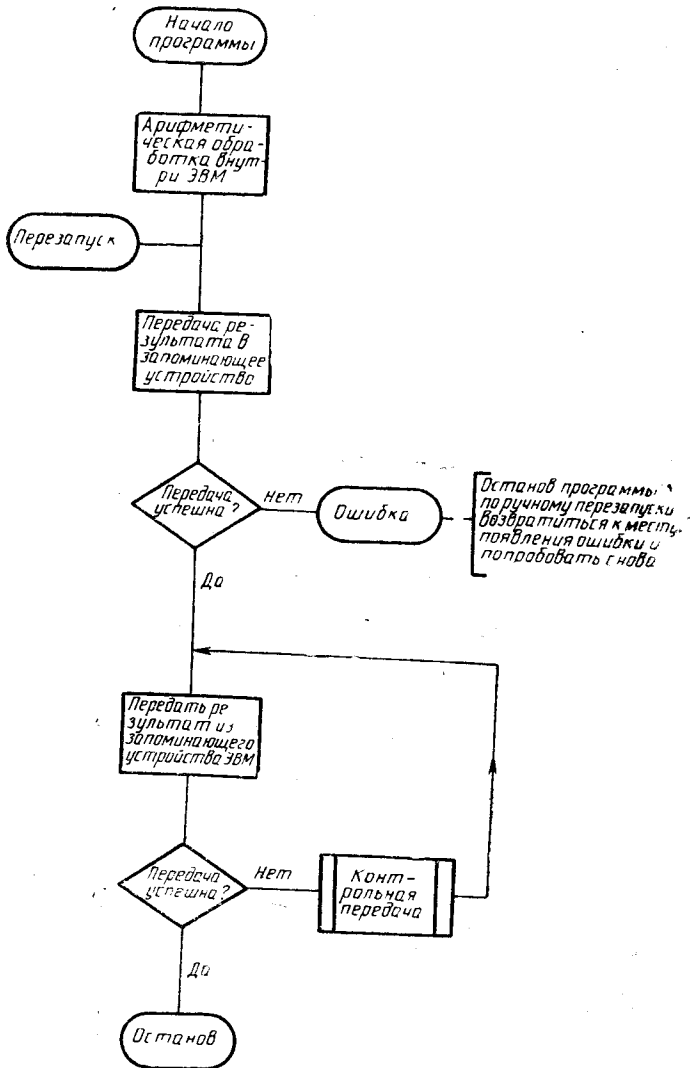 Начало
программы
Арифмети-
ческая обра-
ботка внут-
ри ЭВМ
Перезапуск
Передача ре-
зультата в
запоминающее
устройство
Передача
успешна?
Нет
Ошибка
Останов программы
по ручному перезапуски
возвратиться к месту
появления ошибки и
попробовать снова
Да
Передать ре
зультат из
запоминающего
устройства ЭВМ
Передача
успешна?
Нет
Конт-
рольная
передача
Да
Останов